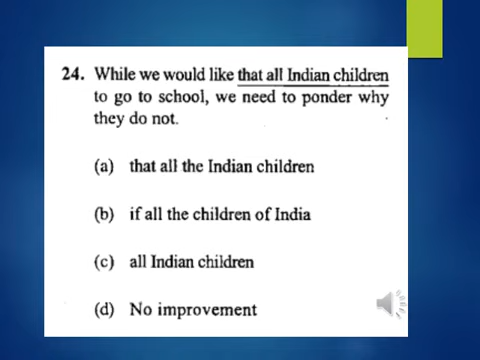 24. While we would like that all Indian children
to go to school, we need to ponder why
they do not.
(a) that all the Indian children
(b) if all the children of India
(c) all Indian children
(d) No improvement